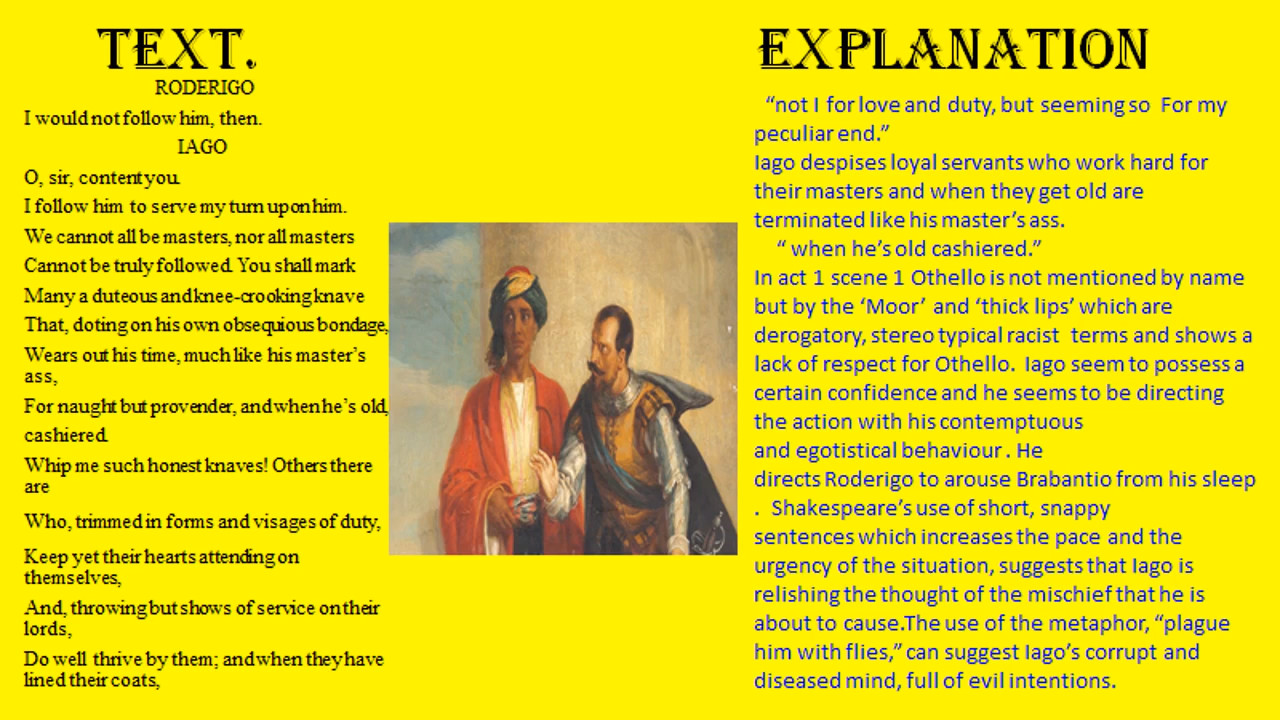 TEXT.
RODERIGO
I would not follow him, then.
IAGO
O, sir, content you.
I follow him to serve my turn upon him.
We cannot all be masters, nor all masters
Cannot be truly followed. You shall mark
Many a duteous and knee-crooking knave
That, doting on his own obsequious bondage,
Wears out his time, much like his master's
ass,
For naught but provender, and when he's old,
cashiered.
Whip me such honest knaves! Others there
are
Who, trimmed in forms and visages of duty,
Keep yet their hearts attending on
themselves,
And, throwing but shows of service on their
lords,
Do well thrive by them; and when they have
lined their coats,
EXPLANATION
“not I for love and duty, but seeming so For my
peculiar end.”
Iago despises loyal servants who work hard for
their masters and when they get old are
terminated like his master's ass.
“ when he's old cashiered.”
In act 1 scene 1 Othello is not mentioned by name
but by the ‘Moor’ and ‘thick lips’ which are
derogatory, stereo typical racist terms and shows a
lack of respect for Othello. Iago seem to possess a
certain confidence and he seems to be directing
the action with his contemptuous
and egotistical behaviour . He
directs Roderigo to arouse Brabantio from his sleep
. Shakespeare's use of short, snappy
sentences which increases the pace and the
urgency of the situation, suggests that Iago is
relishing the thought of the mischief that he is
about to cause.The use of the metaphor, “plague
him with flies,” can suggest Iago's corrupt and
diseased mind, full of evil intentions.